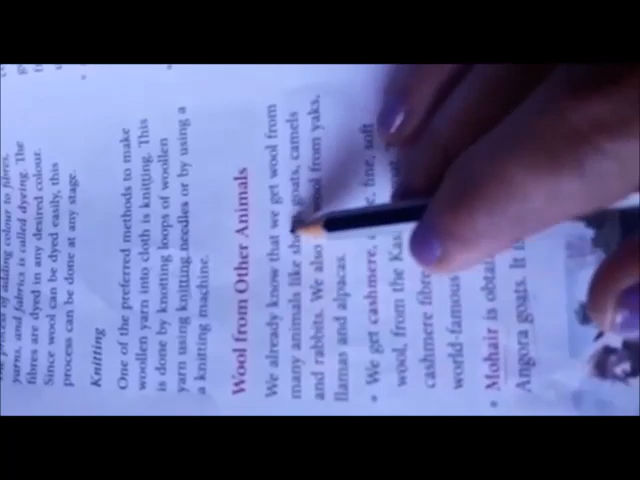 process of adding colour to fibres,
yarns, and fabrics is called dyeing. The
fibres are dyed in any desired colour.
Since wool can be dyed easily, this
process can be done at any stage.
Knitting
One of the preferred methods to make
woollen yarn into cloth is knitting. This
is done by knotting loops of woollen
yarn using knitting needles or by using a
a knitting machine.
Wool from Other Animals
We already know that we get wool from
many animals like goats, camels
and rabbits. We also wool from yaks,
llamas and alpacas.
• We get cashmere, fine, soft
wool, from the
cashmere
world-famous
• Mohair is
Angora goats. It